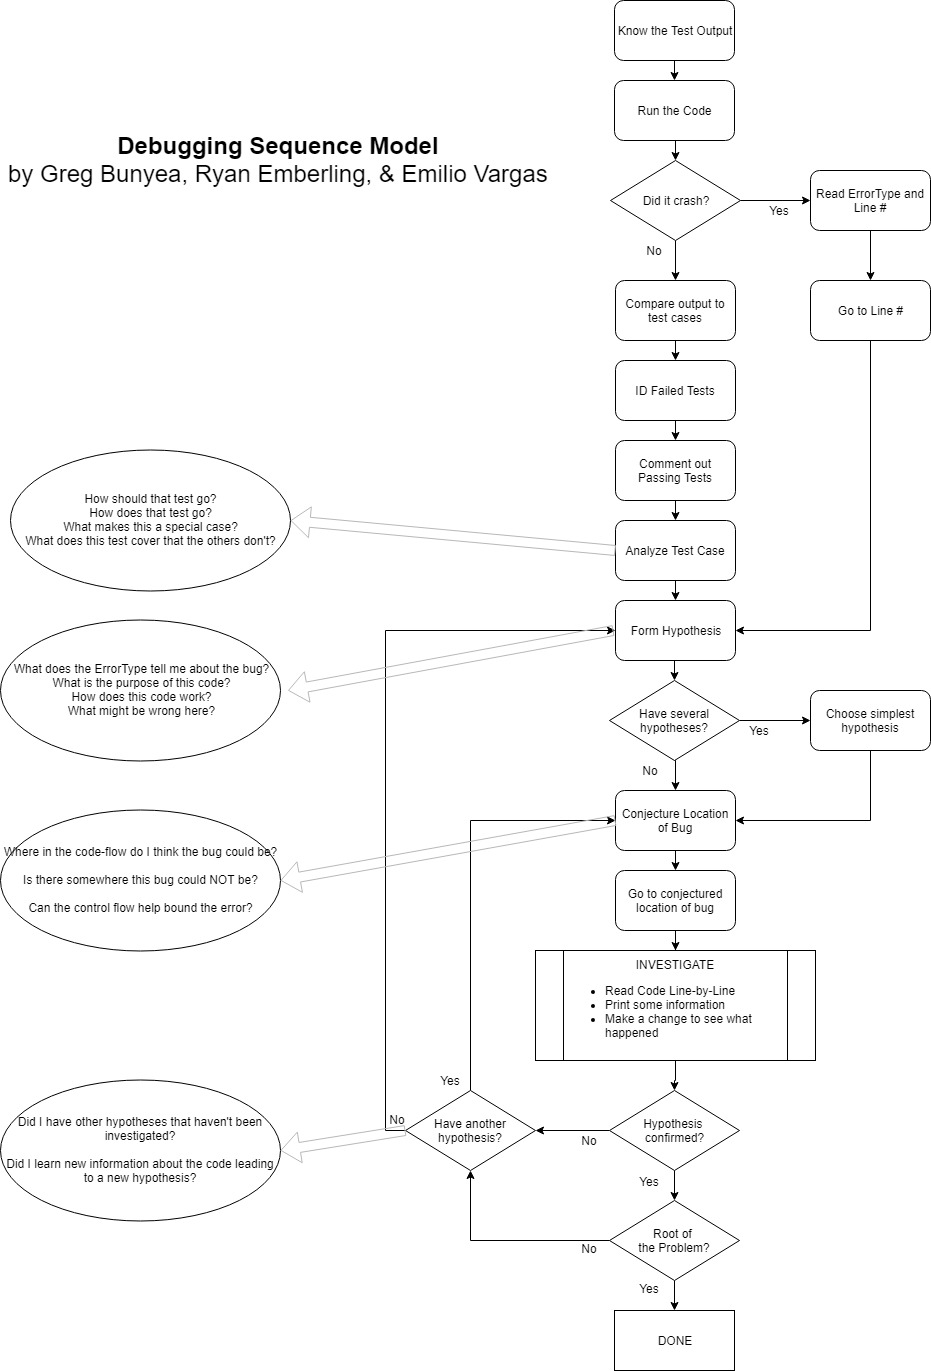 Know the Test Output
Run the Code
Debugging Sequence Model
by Greg Bunyea, Ryan Emberling, & Emilio Vargas
Did it crash?
Yes
Read ErrorType and
Line #
No
Go to Line #
Compare output to
test cases
ID Failed Tests
Comment out
Passing Tests
Analyze Test Case
How should that test go?
How does that test go?
What makes this a special case?
What does this test cover that the others don't?
Form Hypothesis
What does the ErrorType tell me about the bug?
What is the purpose of this code?
How does this code work?
What might be wrong here?
Have several
hypotheses?
Yes
Choose simplest
hypothesis
No
Conjecture Location
of Bug
Where in the code-flow do I think the bug could be?
Is there somewhere this bug could NOT be?
Can the control flow help bound the error?
Go to conjectured
location of bug
INVESTIGATE
• Read Code Line-by-Line
• Print some information
• Make a change to see what
happened
Hypothesis
confirmed?
No
Have another
hypothesis?
Yes
No
Did I have other hypotheses that haven't been
investigated?
Did I learn new information about the code leading
to a new hypothesis?
Yes
Root of
the Problem?
No
Yes
DONE